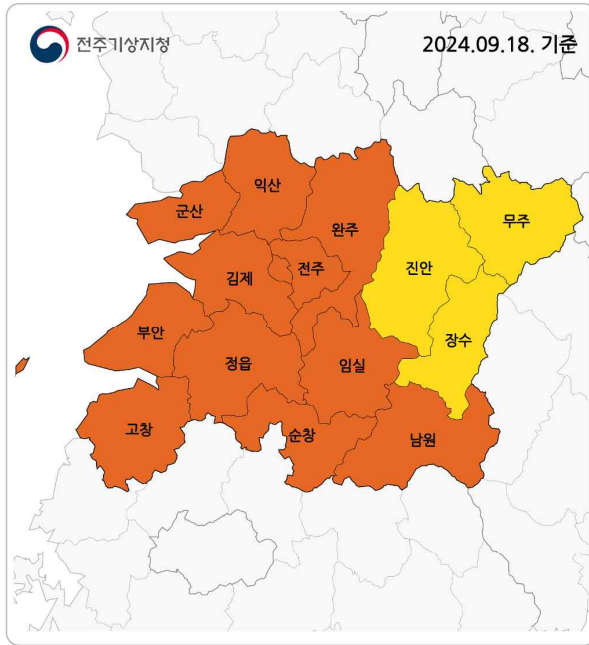 전주기상지청
2024.09.18. 기준
익산
군산
완주
무주
전주
진안
김제
부안
장수
정읍
임실
고창
순창
남원